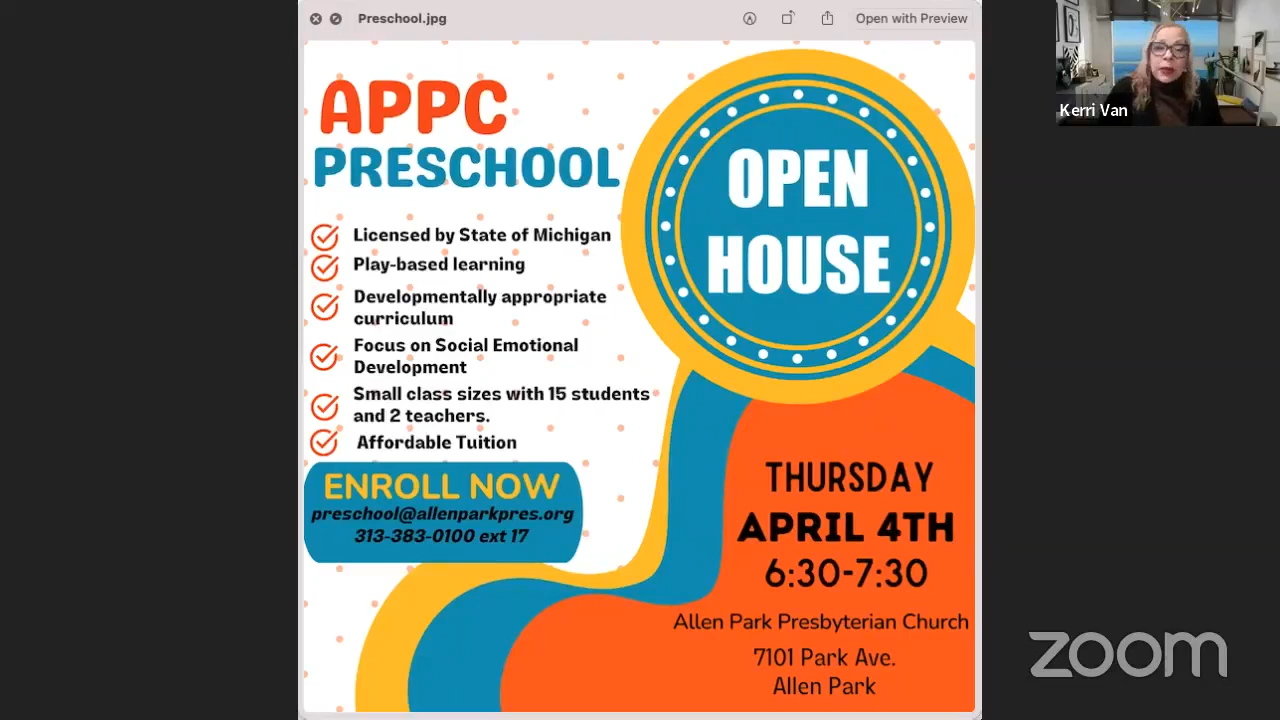 Preschool.jpg
Open with Preview
Kerri Van
APPC
PRESCHOOL
OPEN
HOUSE
Licensed by State of Michigan
Play-based learning
Developmentally appropriate
curriculum
Focus on Social Emotional
Development
Small class sizes with 15 students
and 2 teachers.
Affordable Tuition
ENROLL NOW
preschool@allenparkpres.org
313-383-0100 ext 17
THURSDAY
APRIL 4TH
6:30-7:30
Allen Park Presbyterian Church
7101 Park Ave.
Allen Park
zoom